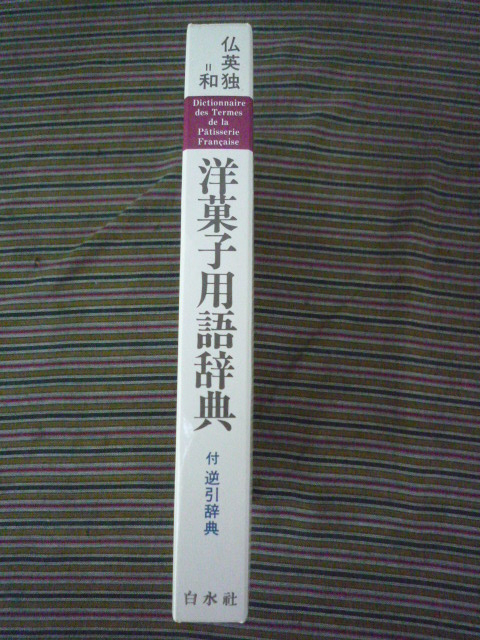 仏英独=和
Dictionnaire
des Termes
de la
Pâtisserie
Française
洋菓子用語辞典
付 逆引辞典
白水社